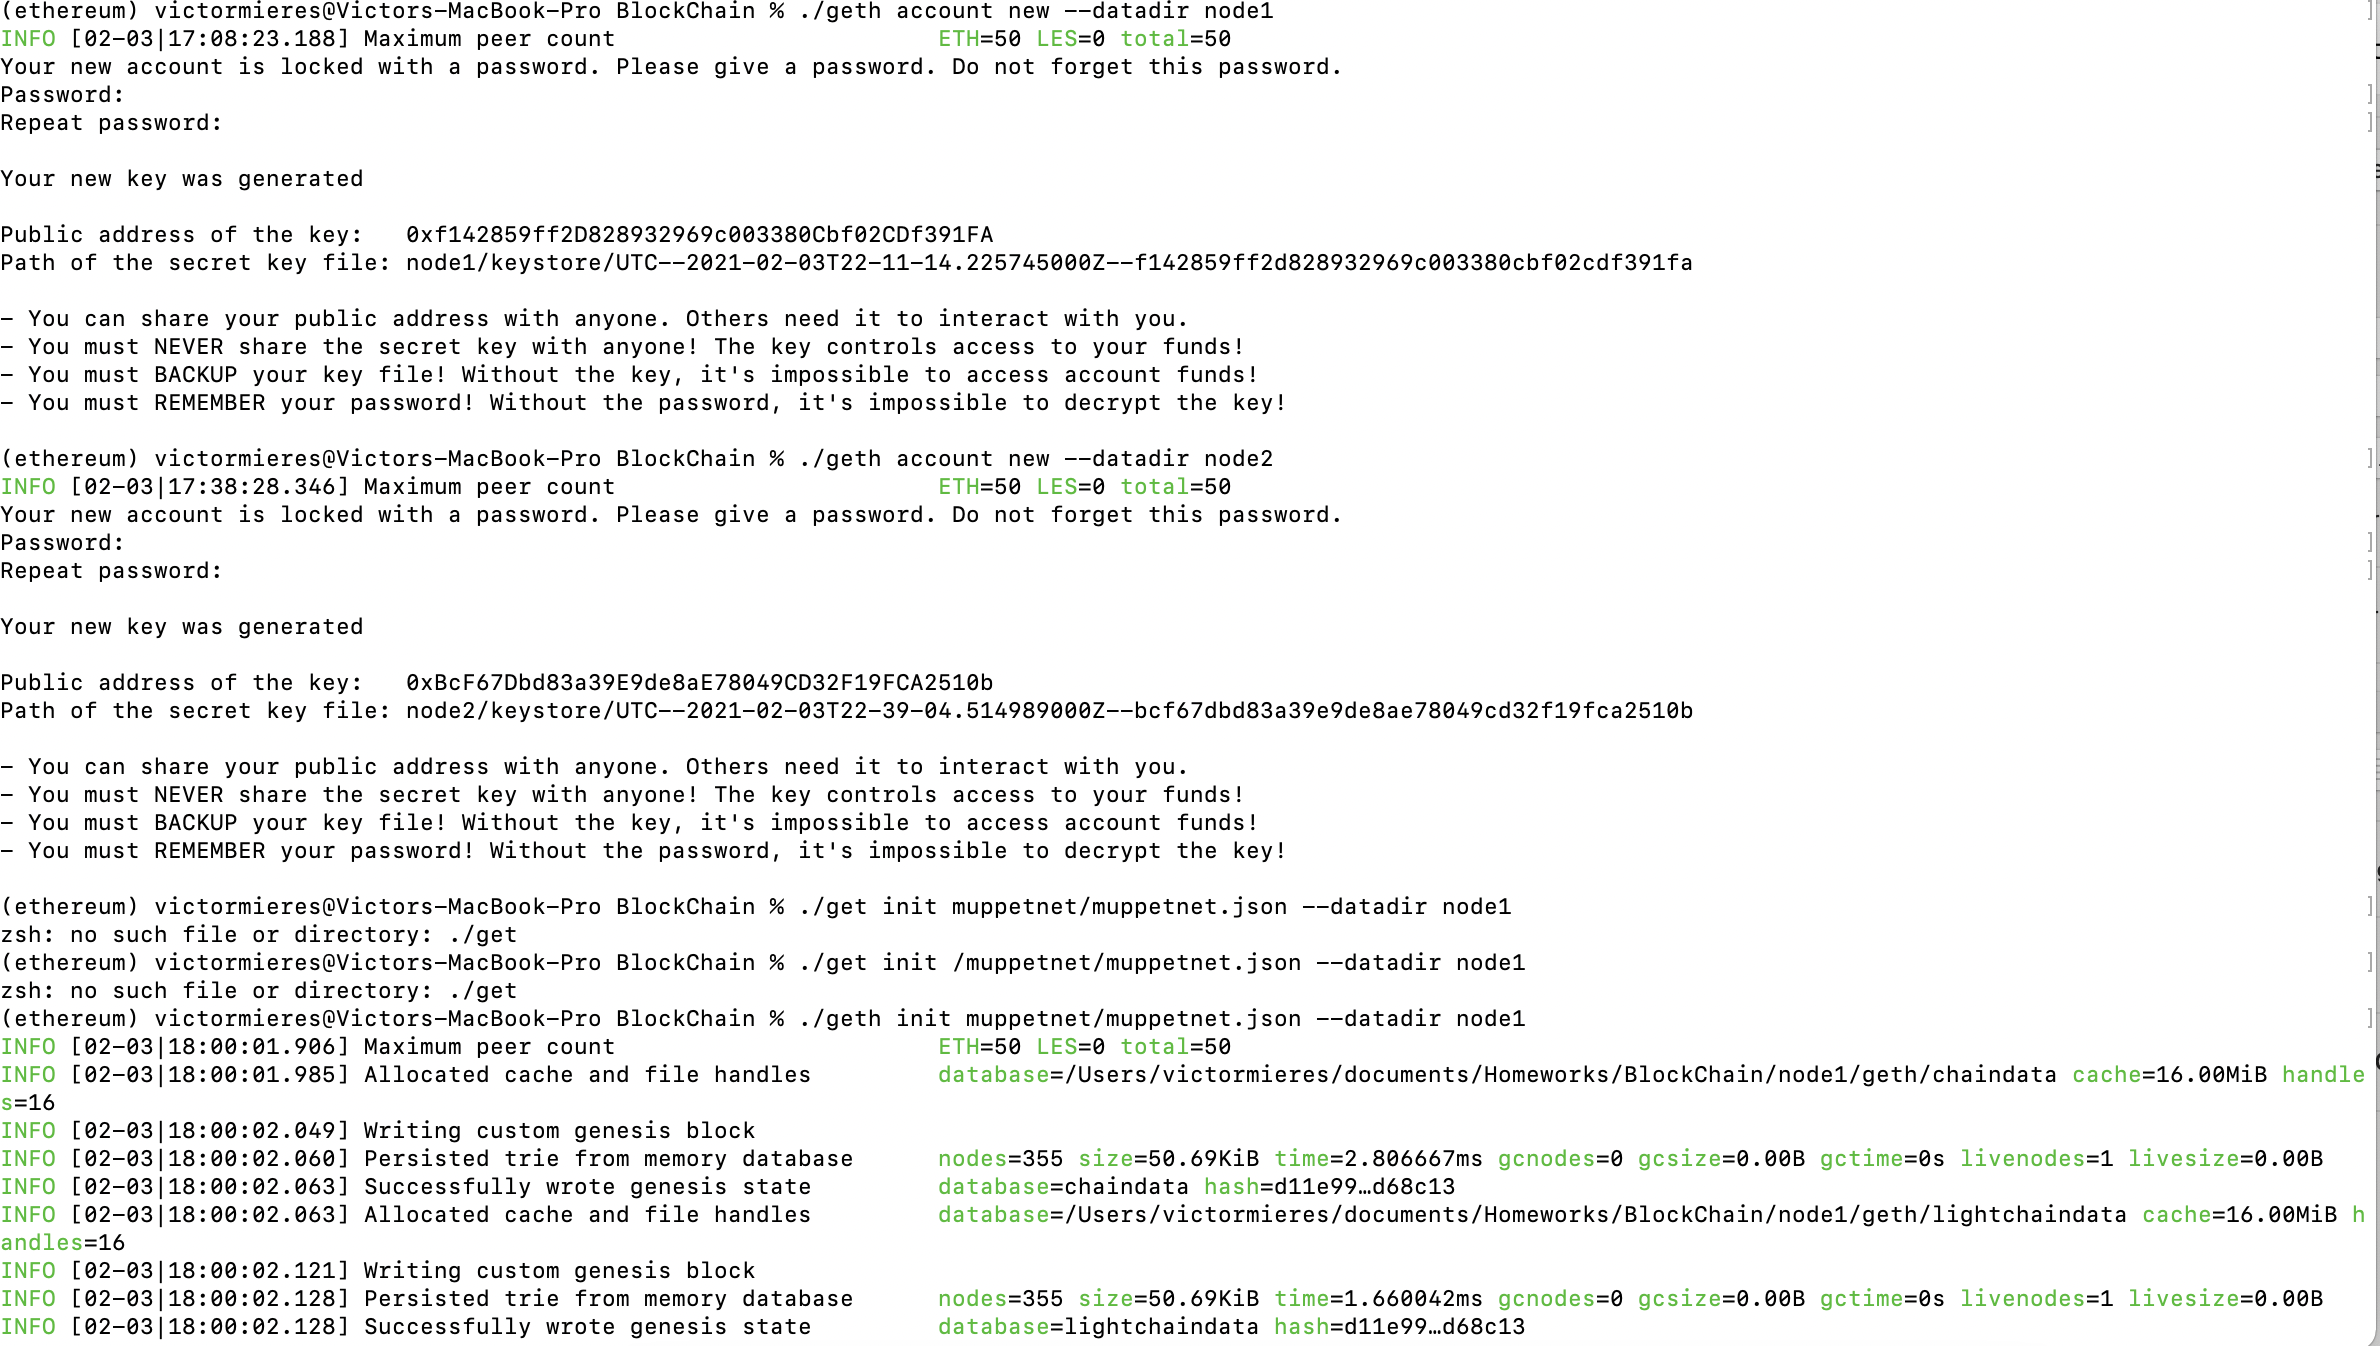 (ethereum) victormieres@Victors-MacBook-Pro BlockChain % ./geth account new --datadir node1
INFO [02-03|17:08:23.188] Maximum peer count ETH=50 LES=0 total=50
Your new account is locked with a password. Please give a password. Do not forget this password.
Password:
Repeat password:
Your new key was generated
Public address of the key: 0xf142859ff2D828932969c003380Cbf02CDf391FA
Path of the secret key file: node1/keystore/UTC--2021-02-03T22-11-14.225745000Z--f142859ff2d828932969c003380cbf02cdf391fa
- You can share your public address with anyone. Others need it to interact with you.
- You must NEVER share the secret key with anyone! The key controls access to your funds!
- You must BACKUP your key file! Without the key, it's impossible to access account funds!
- You must REMEMBER your password! Without the password, it's impossible to decrypt the key!
(ethereum) victormieres@Victors-MacBook-Pro BlockChain % ./geth account new --datadir node2
INFO [02-03|17:38:28.346] Maximum peer count ETH=50 LES=0 total=50
Your new account is locked with a password. Please give a password. Do not forget this password.
Password:
Repeat password:
Your new key was generated
Public address of the key: 0xBcF67Dbd83a39E9de8aE78049CD32F19FCA2510b
Path of the secret key file: node2/keystore/UTC--2021-02-03T22-39-04.514989000Z--bcf67dbd83a39e9de8ae78049cd32f19fca2510b
- You can share your public address with anyone. Others need it to interact with you.
- You must NEVER share the secret key with anyone! The key controls access to your funds!
- You must BACKUP your key file! Without the key, it's impossible to access account funds!
- You must REMEMBER your password! Without the password, it's impossible to decrypt the key!
(ethereum) victormieres@Victors-MacBook-Pro BlockChain % ./get init muppetnet/muppetnet.json --datadir node1
zsh: no such file or directory: ./get
(ethereum) victormieres@Victors-MacBook-Pro BlockChain % ./get init /muppetnet/muppetnet.json --datadir node1
zsh: no such file or directory: ./get
(ethereum) victormieres@Victors-MacBook-Pro BlockChain % ./geth init muppetnet/muppetnet.json --datadir node1
INFO [02-03|18:00:01.906] Maximum peer count ETH=50 LES=0 total=50
INFO [02-03|18:00:01.985] Allocated cache and file handles database=/Users/victormieres/documents/Homeworks/BlockChain/node1/geth/chaindata cache=16.00MiB handle
s=16
INFO [02-03|18:00:02.049] Writing custom genesis block
INFO [02-03|18:00:02.060] Persisted trie from memory database nodes=355 size=50.69KiB time=2.806667ms gcnodes=0 gcsize=0.00B gctime=0s livenodes=1 livesize=0.00B
INFO [02-03|18:00:02.063] Successfully wrote genesis state database=chaindata hash=d11e99…d68c13
INFO [02-03|18:00:02.063] Allocated cache and file handles database=/Users/victormieres/documents/Homeworks/BlockChain/node1/geth/lightchaindata cache=16.00MiB h
andles=16
INFO [02-03|18:00:02.121] Writing custom genesis block
INFO [02-03|18:00:02.128] Persisted trie from memory database nodes=355 size=50.69KiB time=1.660042ms gcnodes=0 gcsize=0.00B gctime=0s livenodes=1 livesize=0.00B
INFO [02-03|18:00:02.128] Successfully wrote genesis state database=lightchaindata hash=d11e99…d68c13